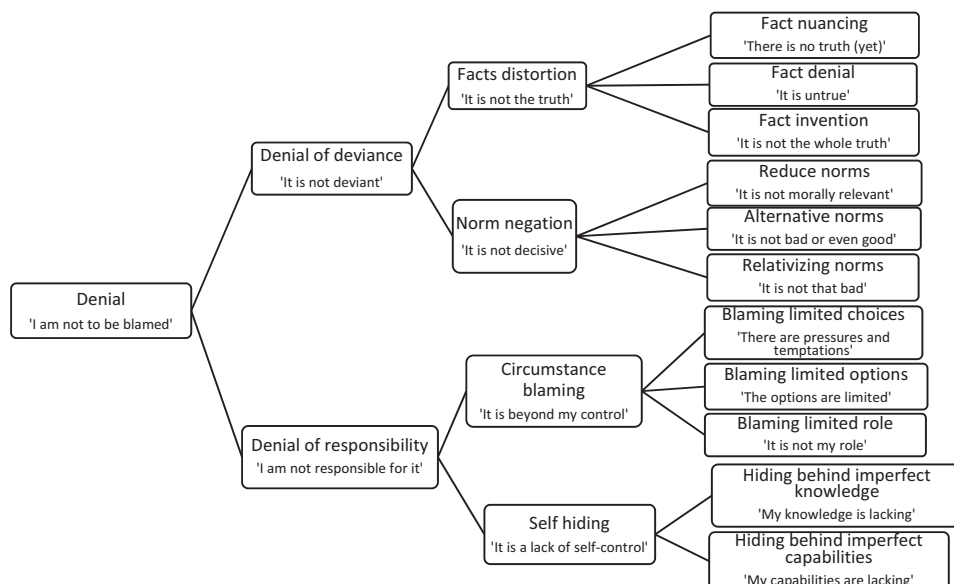 Denial
'I am not to be blamed'
Denial of deviance
'It is not deviant'
Facts distortion
'It is not the truth'
Fact nuancing
'There is no truth (yet)'
Fact denial
'It is untrue'
Fact invention
'It is not the whole truth'
Norm negation
'It is not decisive'
Reduce norms
'It is not morally relevant'
Alternative norms
'It is not bad or even good'
Relativizing norms
'It is not that bad'
Denial of responsibility
'I am not responsible for it'
Circumstance
blaming
'It is beyond my control'
Blaming limited choices
'There are pressures and
temptations'
Blaming limited options
'The options are limited'
Blaming limited role
'It is not my role'
Self hiding
'It is a lack of self-control'
Hiding behind imperfect
knowledge
'My knowledge is lacking'
Hiding behind imperfect
capabilities
'My capabilities are lacking'